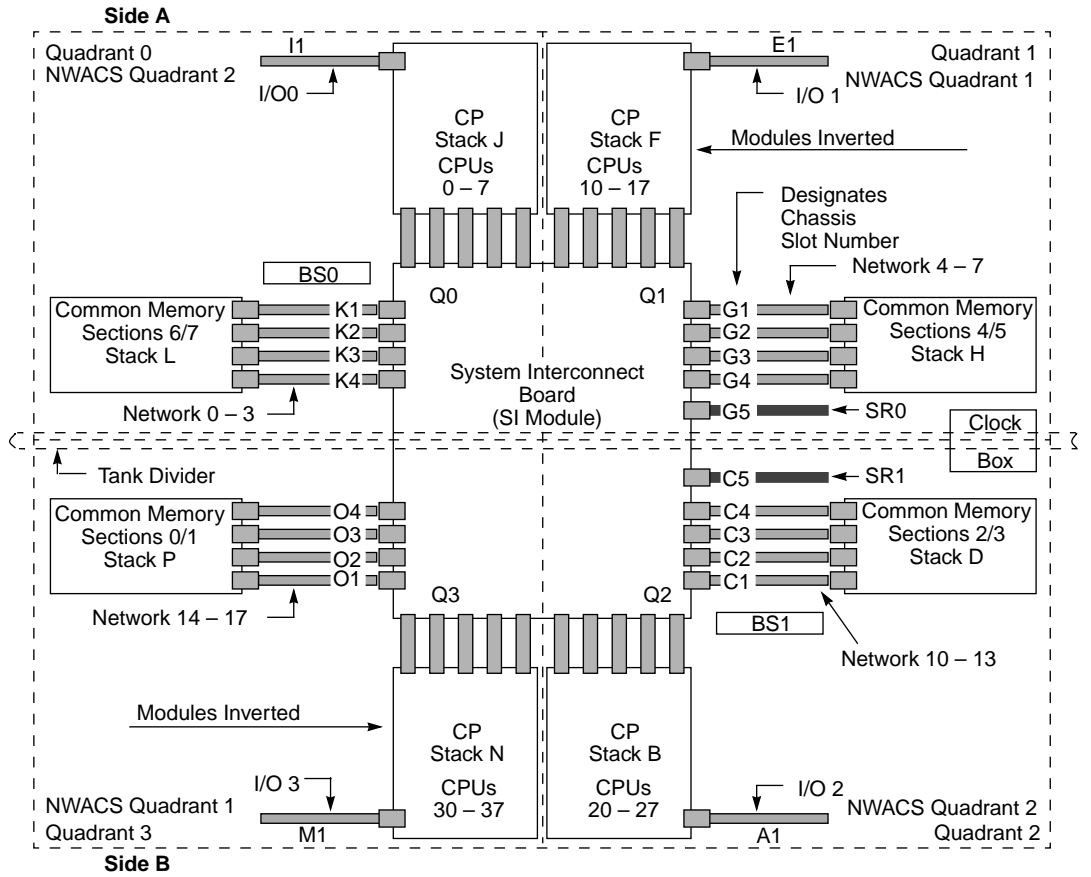 Side A
Quadrant 0
NWACS Quadrant 2
I1
I/O0
E1
I/O 1
Quadrant 1
NWACS Quadrant 1
CP
Stack J
CPUs
0 – 7
CP
Stack F
CPUs
10 – 17
Modules Inverted
Designates
Chassis
Slot Number
Network 4 – 7
BS0
Q0
Q1
Common Memory
Sections 6/7
Stack L
K1
K2
K3
K4
Network 0 – 3
System Interconnect
Board
(SI Module)
G1
G2
G3
G4
G5
Common Memory
Sections 4/5
Stack H
SR0
Clock
Box
Tank Divider
C5
SR1
Common Memory
Sections 0/1
Stack P
O4
O3
O2
O1
Network 14 – 17
C4
C3
C2
C1
Common Memory
Sections 2/3
Stack D
Q3
Q2
BS1
Network 10 – 13
Modules Inverted
CP
Stack N
CPUs
30 – 37
CP
Stack B
CPUs
20 – 27
I/O 3
M1
NWACS Quadrant 1
Quadrant 3
I/O 2
A1
NWACS Quadrant 2
Quadrant 2
Side B